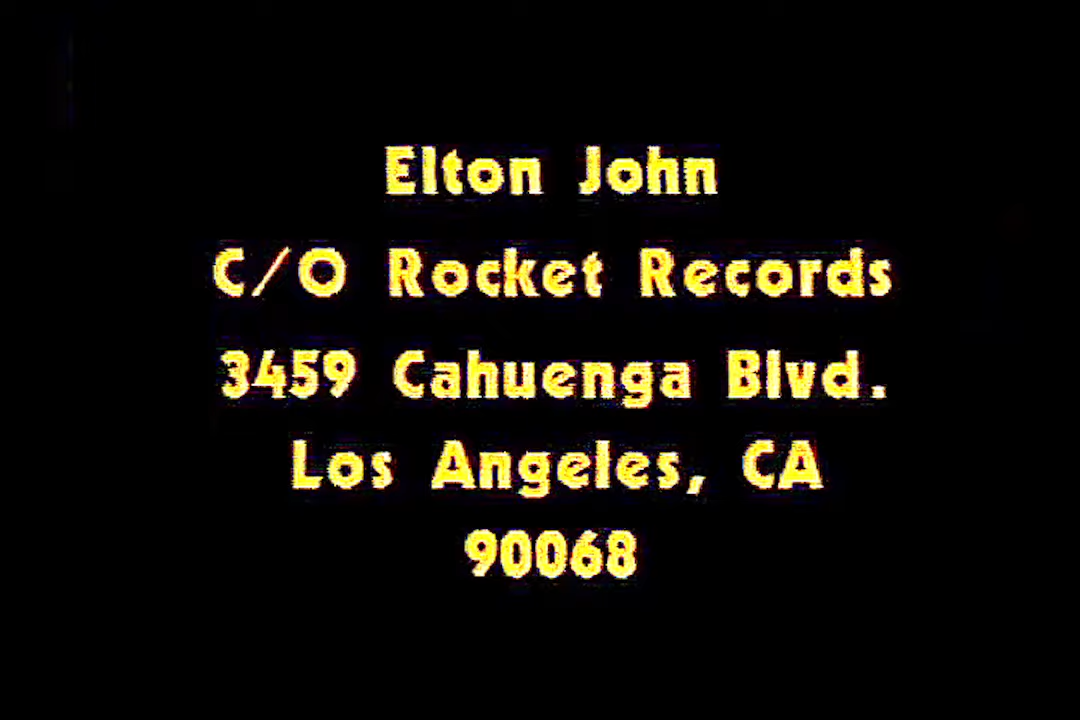 Elton John
C/O Rocket Records
3459 Cahuenga Blvd.
Los Angeles, CA
90068